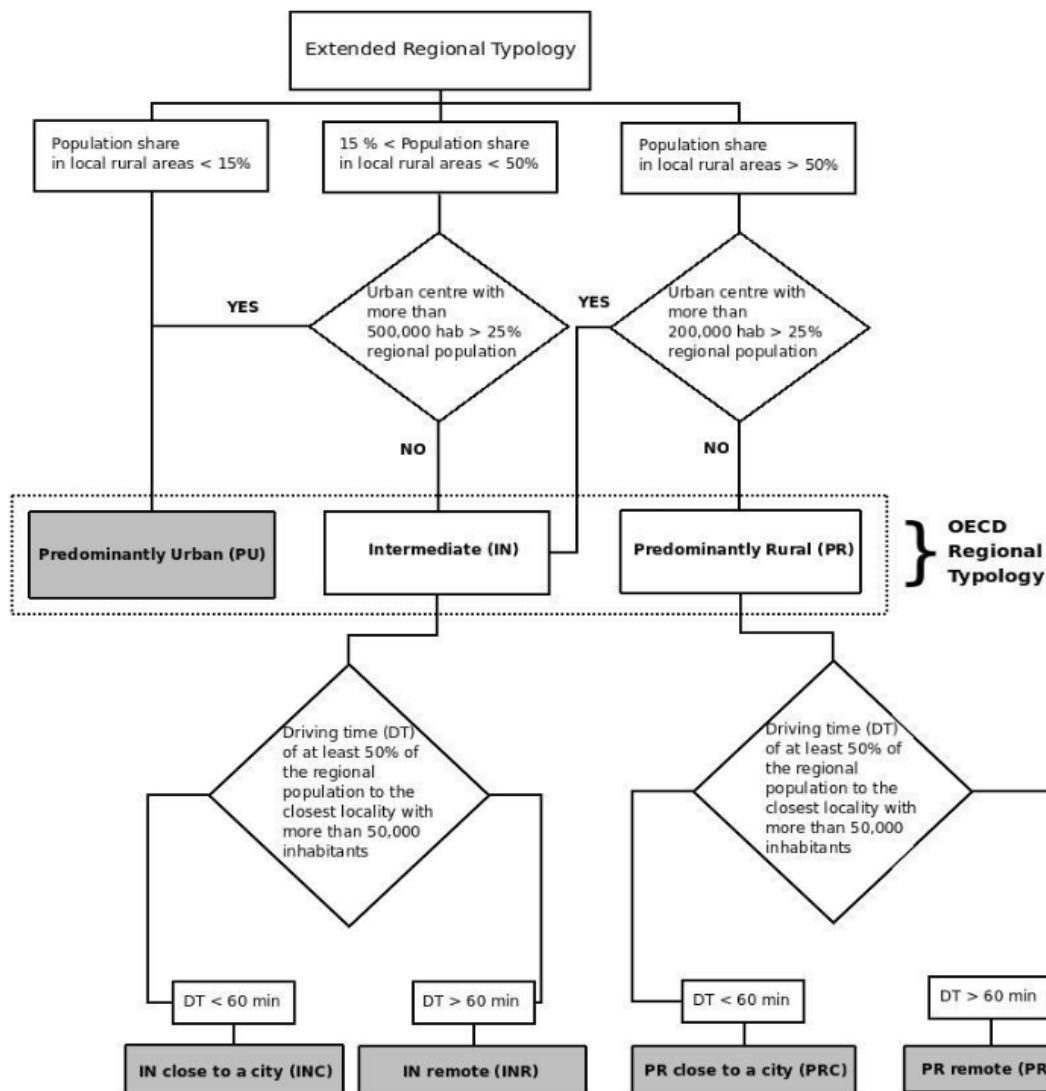 Extended Regional Typology
Population share
in local rural areas < 15%
15 % < Population share
in local rural areas < 50%
Population share
in local rural areas > 50%
YES
Urban centre with
more than
500,000 hab > 25%
regional population
YES
Urban centre with
more than
200,000 hab > 25%
regional population
NO
NO
Predominantly Urban (PU)
Intermediate (IN)
Predominantly Rural (PR)
}
OECD
Regional
Typology
Driving time (DT)
of at least 50% of
the regional
population to the
closest locality with
more than 50,000
inhabitants
Driving time (DT)
of at least 50% of
the regional
population to the
closest locality with
more than 50,000
inhabitants
DT < 60 min
DT > 60 min
DT < 60 min
DT > 60 min
IN close to a city (INC)
IN remote (INR)
PR close to a city (PRC)
PR remote (PR